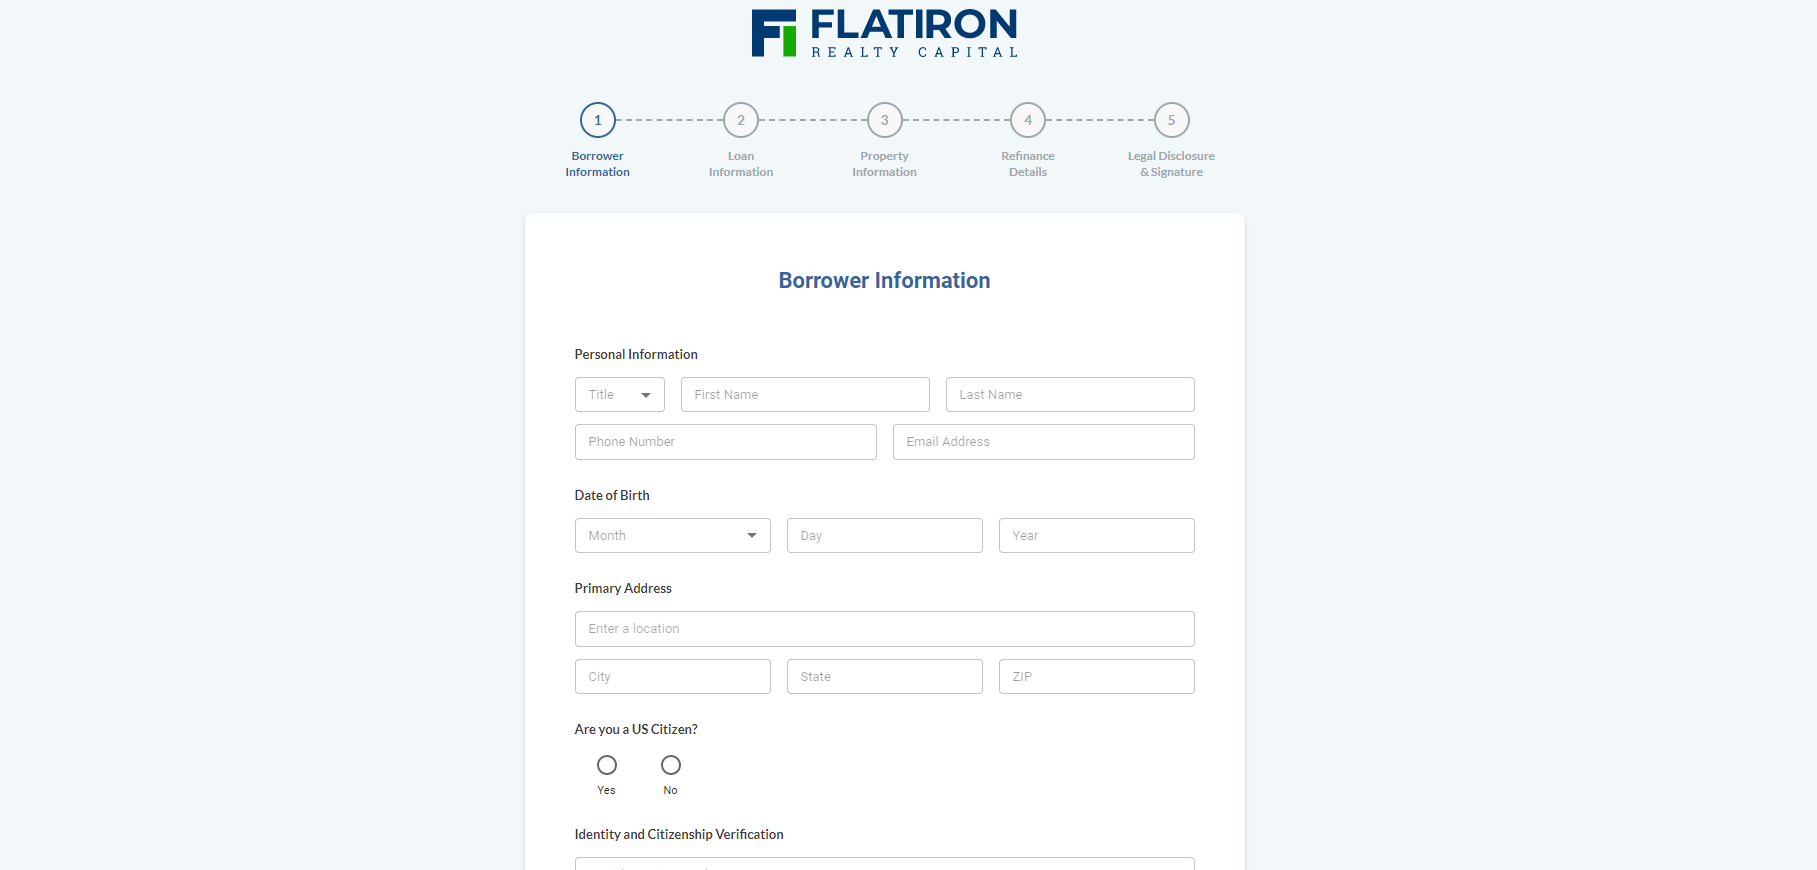 FLATIRON
REALTY CAPITAL
1
2
3
4
5
Borrower
Information
Loan
Information
Property
Information
Refinance
Details
Legal Disclosure
& Signature
Borrower Information
Personal Information
Title
First Name
Last Name
Phone Number
Email Address
Date of Birth
Month
Day
Year
Primary Address
Enter a location
City
State
ZIP
Are you a US Citizen?
Yes
No
Identity and Citizenship Verification